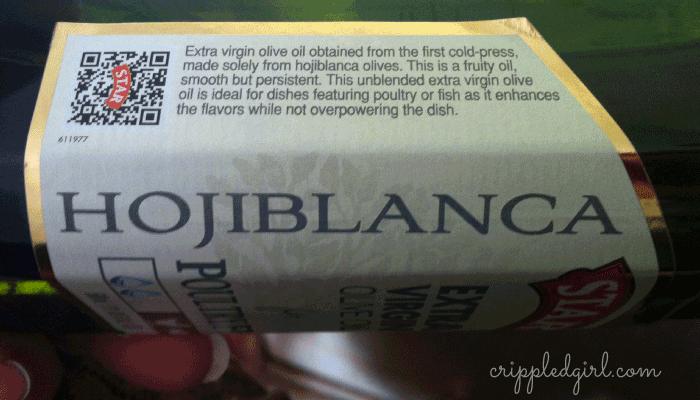 Extra virgin olive oil obtained from the first cold-press,
made solely from hojiblanca olives. This is a fruity oil,
smooth but persistent. This unblended extra virgin olive
oil is ideal for dishes featuring poultry or fish as it enhances
the flavors while not overpowering the dish.
STAR
611977
HOJIBLANCA
EXTRA
VIRGIN
STAR
crippledgirl.com